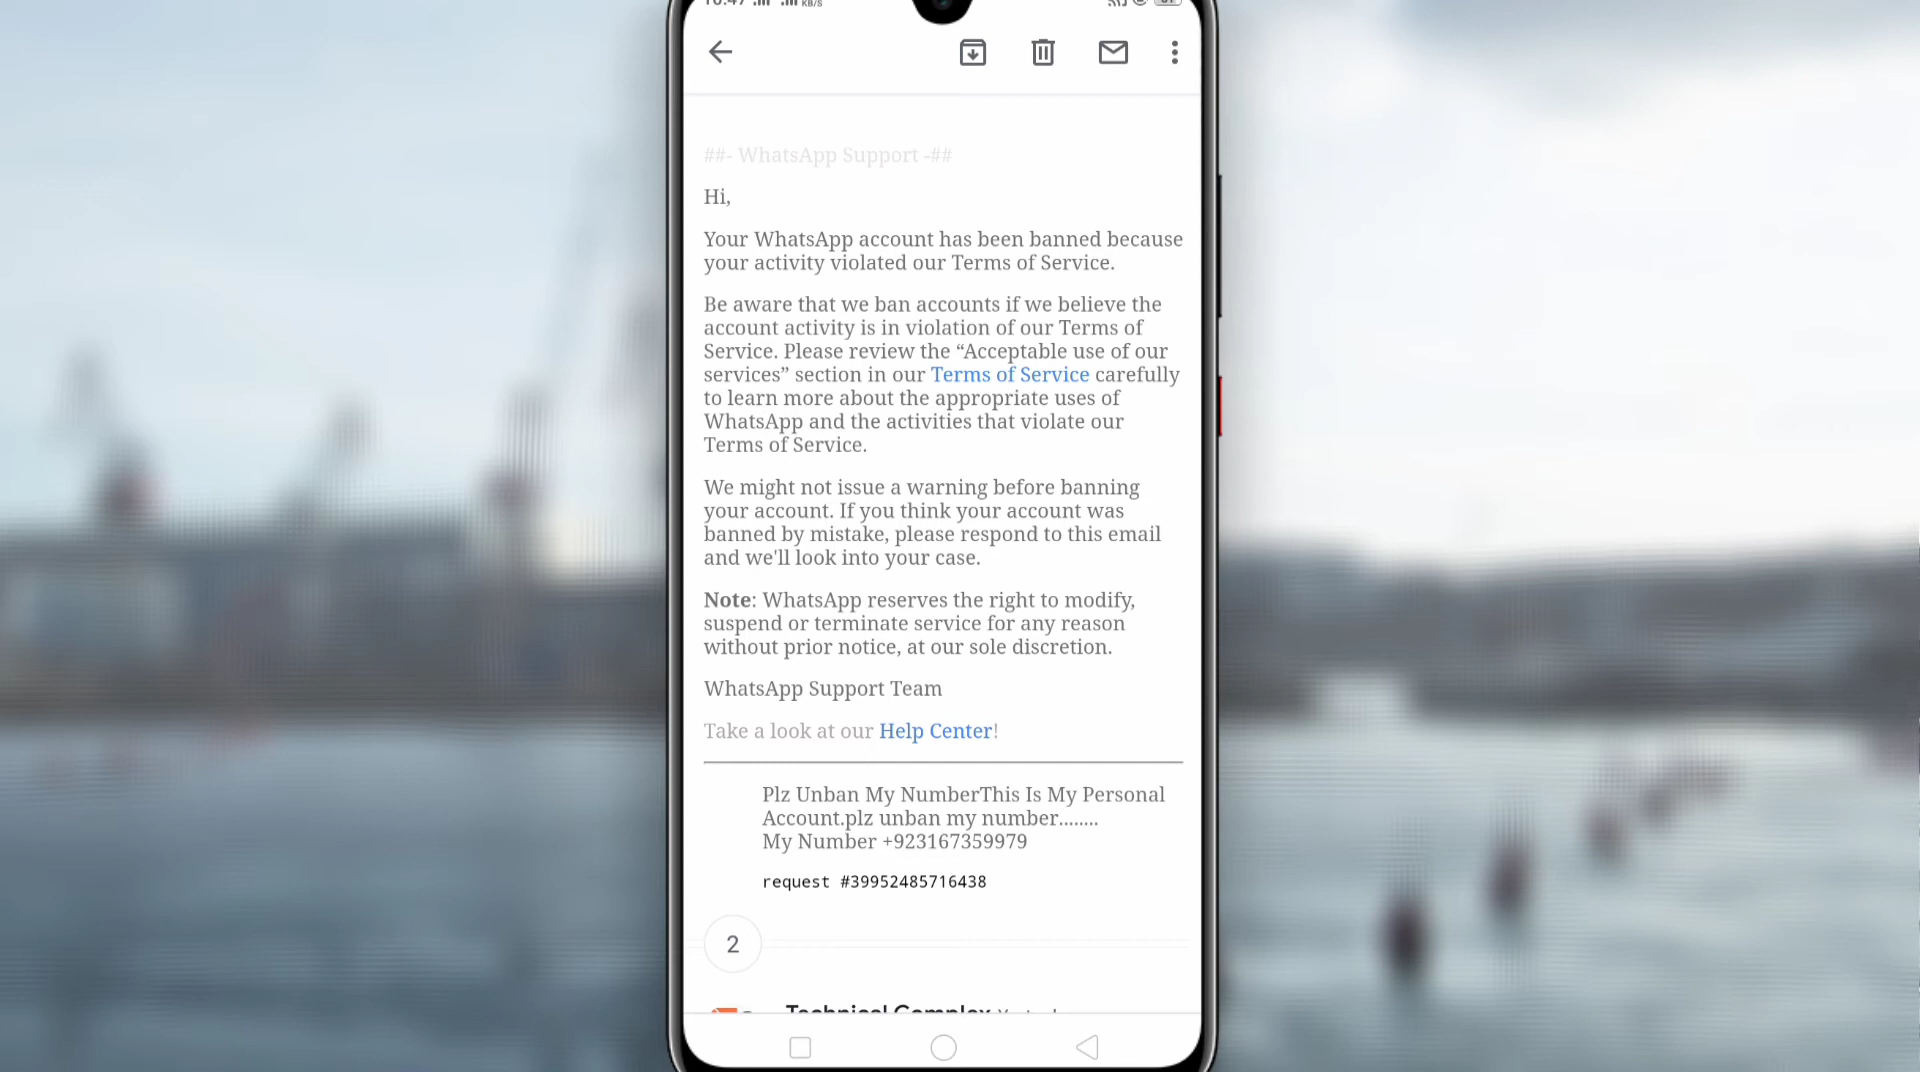 ##- WhatsApp Support -##
Hi,
Your WhatsApp account has been banned because
your activity violated our Terms of Service.
Be aware that we ban accounts if we believe the
account activity is in violation of our Terms of
Service. Please review the “Acceptable use of our
services” section in our Terms of Service carefully
to learn more about the appropriate uses of
WhatsApp and the activities that violate our
Terms of Service.
We might not issue a warning before banning
your account. If you think your account was
banned by mistake, please respond to this email
and we'll look into your case.
Note: WhatsApp reserves the right to modify,
suspend or terminate service for any reason
without prior notice, at our sole discretion.
WhatsApp Support Team
Take a look at our Help Center!
Plz Unban My NumberThis Is My Personal
Account.plz unban my number........
My Number +923167359979
request #39952485716438
2
Technical Complex